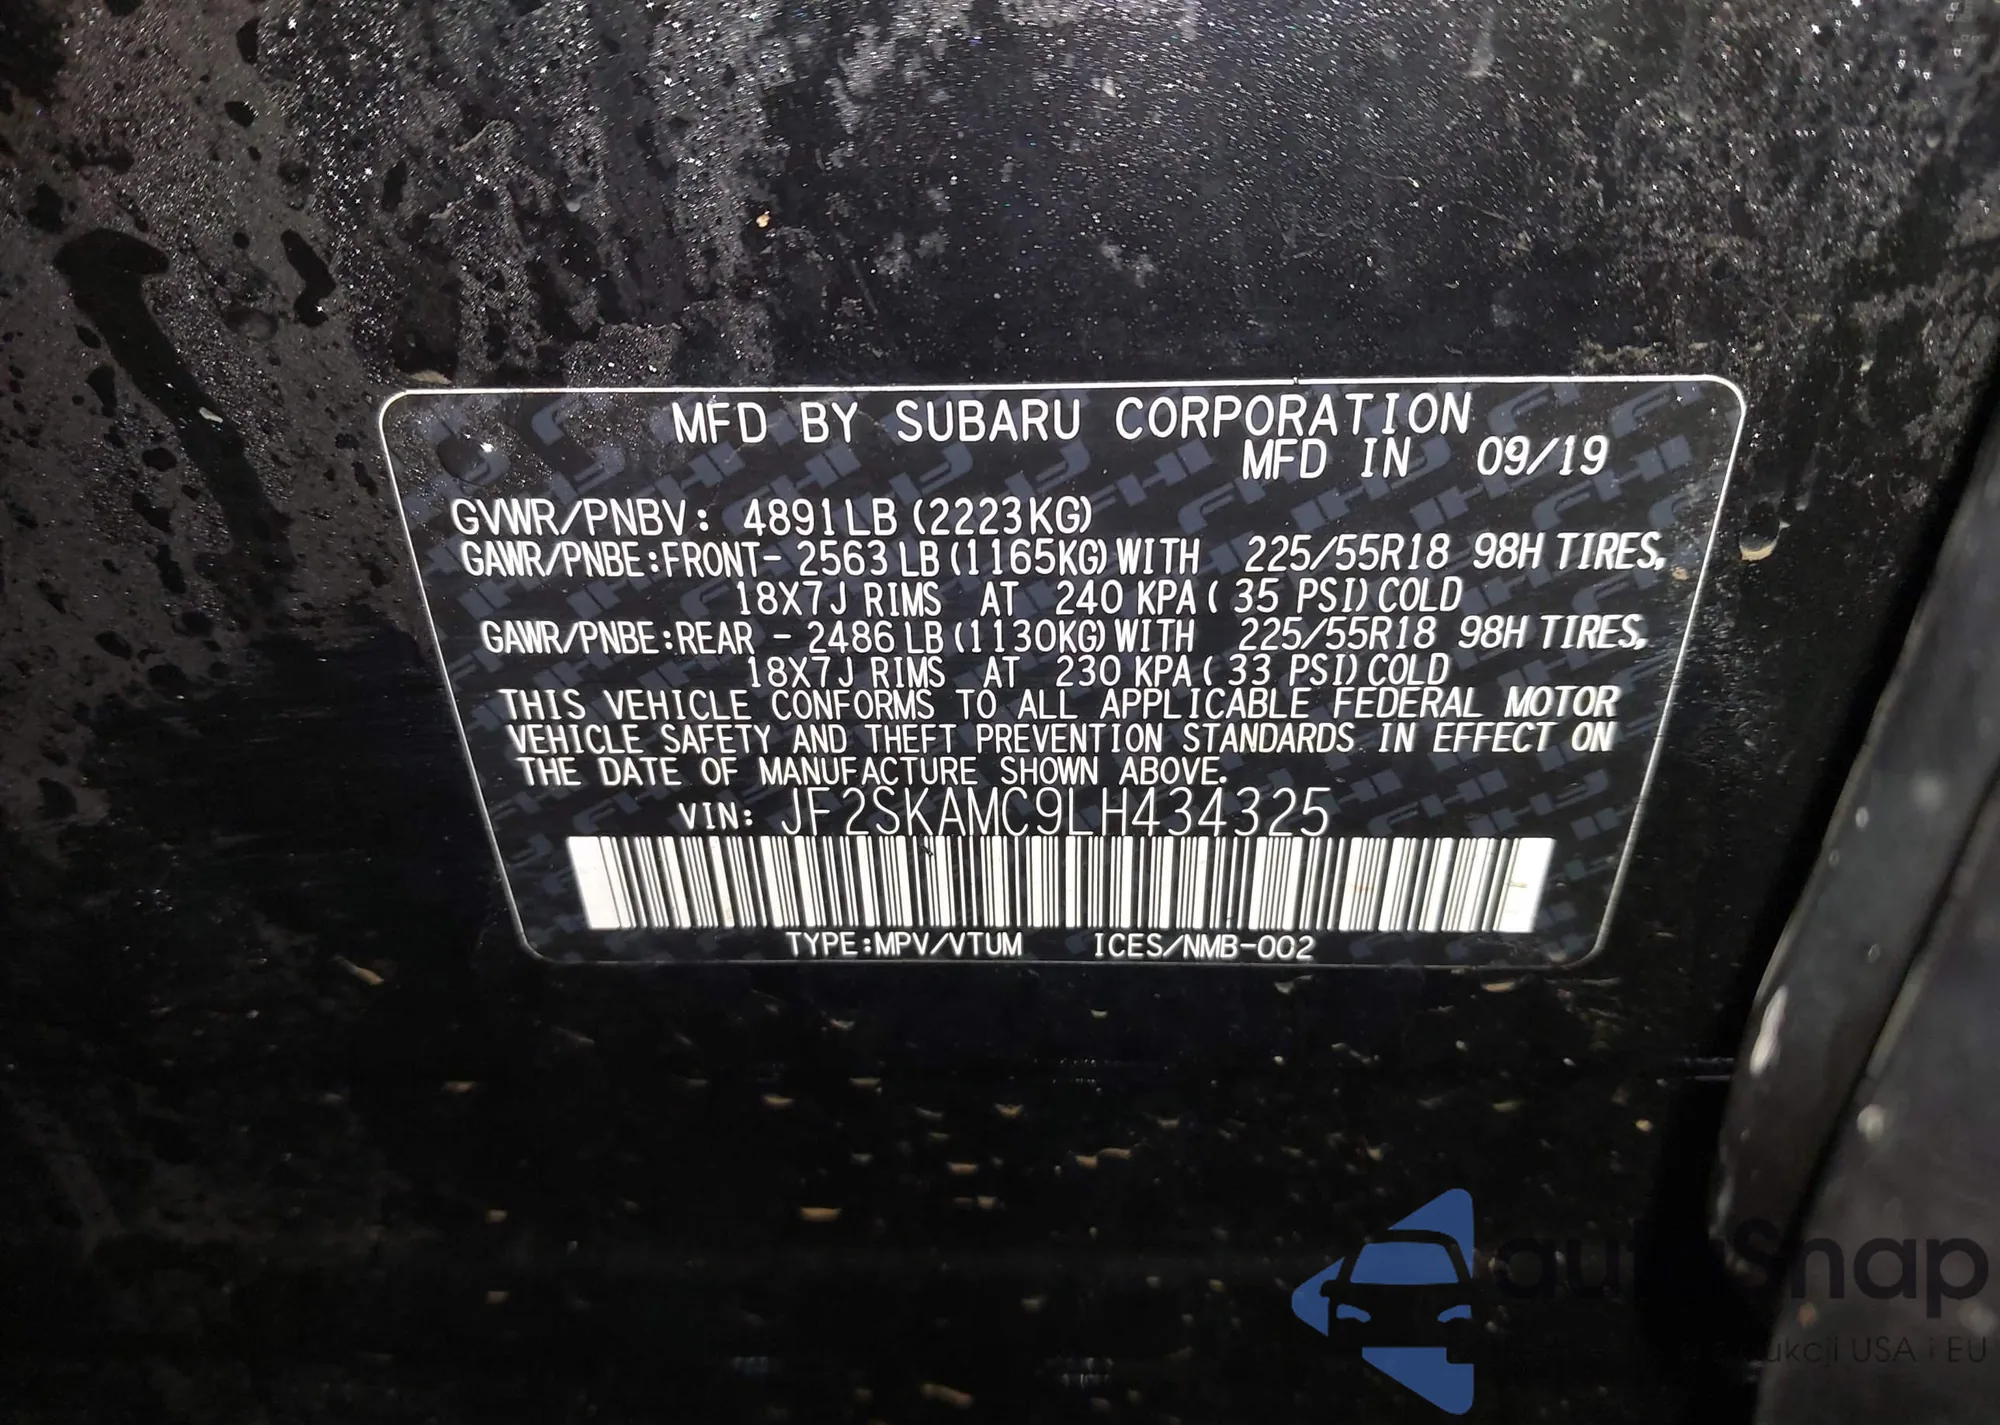 MFD BY SUBARU CORPORATION
MFD IN 09/19
GVWR/PNBV: 4891LB (2223KG)
GAWR/PNBE:FRONT- 2563 LB (1165KG) WITH 225/55R18 98H TIRES,
18X7J RIMS AT 240 KPA ( 35 PSI) COLD
GAWR/PNBE:REAR - 2486 LB (1130KG) WITH 225/55R18 98H TIRES,
18X7J RIMS AT 230 KPA ( 33 PSI) COLD
THIS VEHICLE CONFORMS TO ALL APPLICABLE FEDERAL MOTOR
VEHICLE SAFETY AND THEFT PREVENTION STANDARDS IN EFFECT ON
THE DATE OF MANUFACTURE SHOWN ABOVE.
VIN: JF2SKAMC9LH434325
TYPE:MPV/VTUM ICES/NMB-002
autoSnap
USA i EU